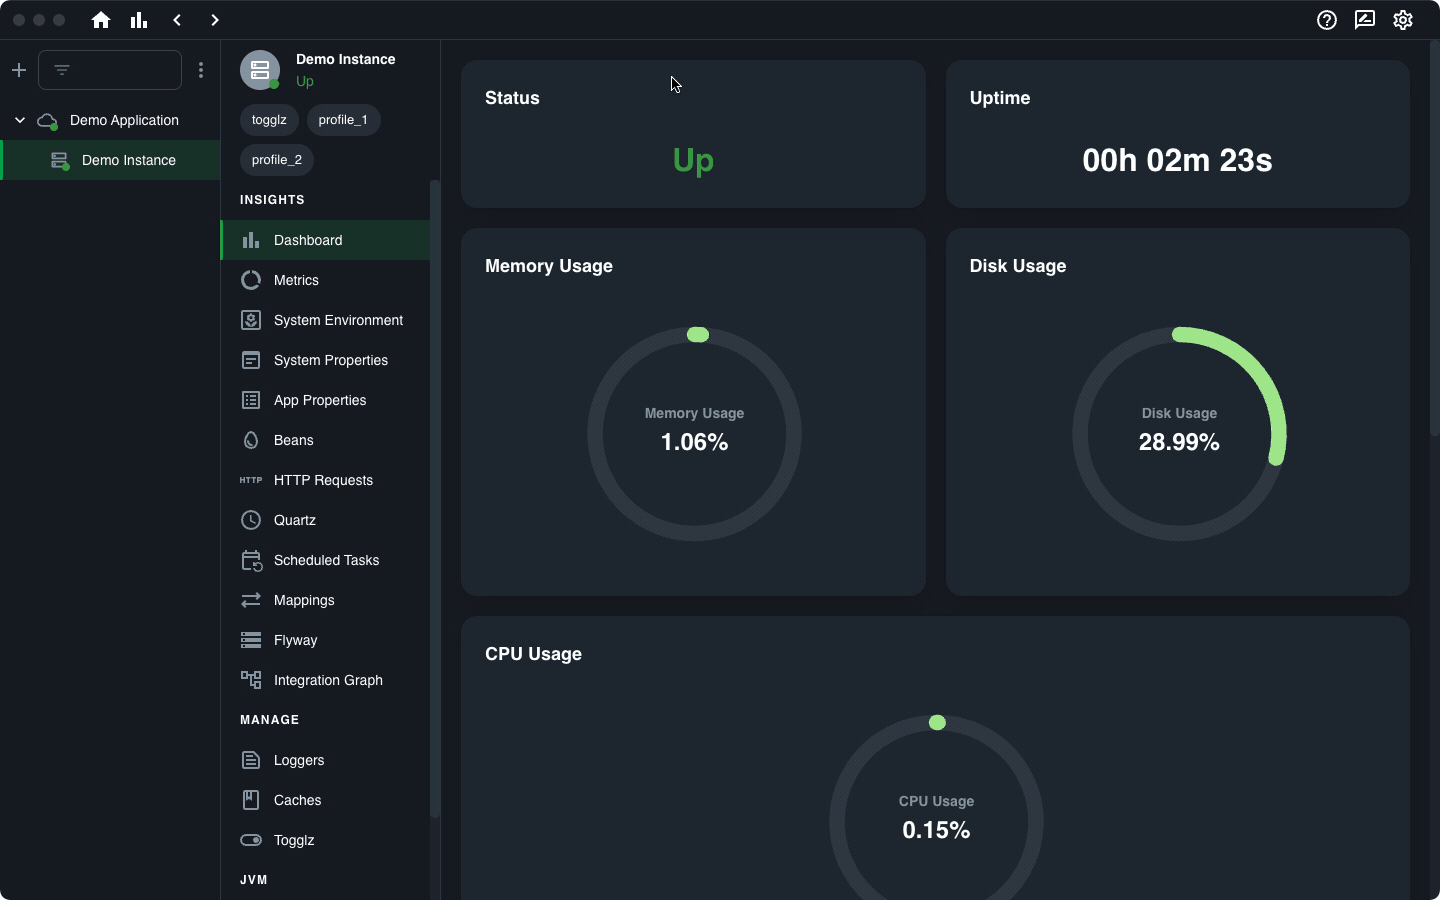 Demo Application
Demo Instance
Demo Instance
Up
togglz
profile_1
profile_2
INSIGHTS
Dashboard
Metrics
System Environment
System Properties
App Properties
Beans
HTTP HTTP Requests
Quartz
Scheduled Tasks
Mappings
Flyway
Integration Graph
MANAGE
Loggers
Caches
Togglz
JVM
Status
Up
Uptime
00h 02m 23s
Memory Usage
Memory Usage
1.06%
Disk Usage
Disk Usage
28.99%
CPU Usage
CPU Usage
0.15%